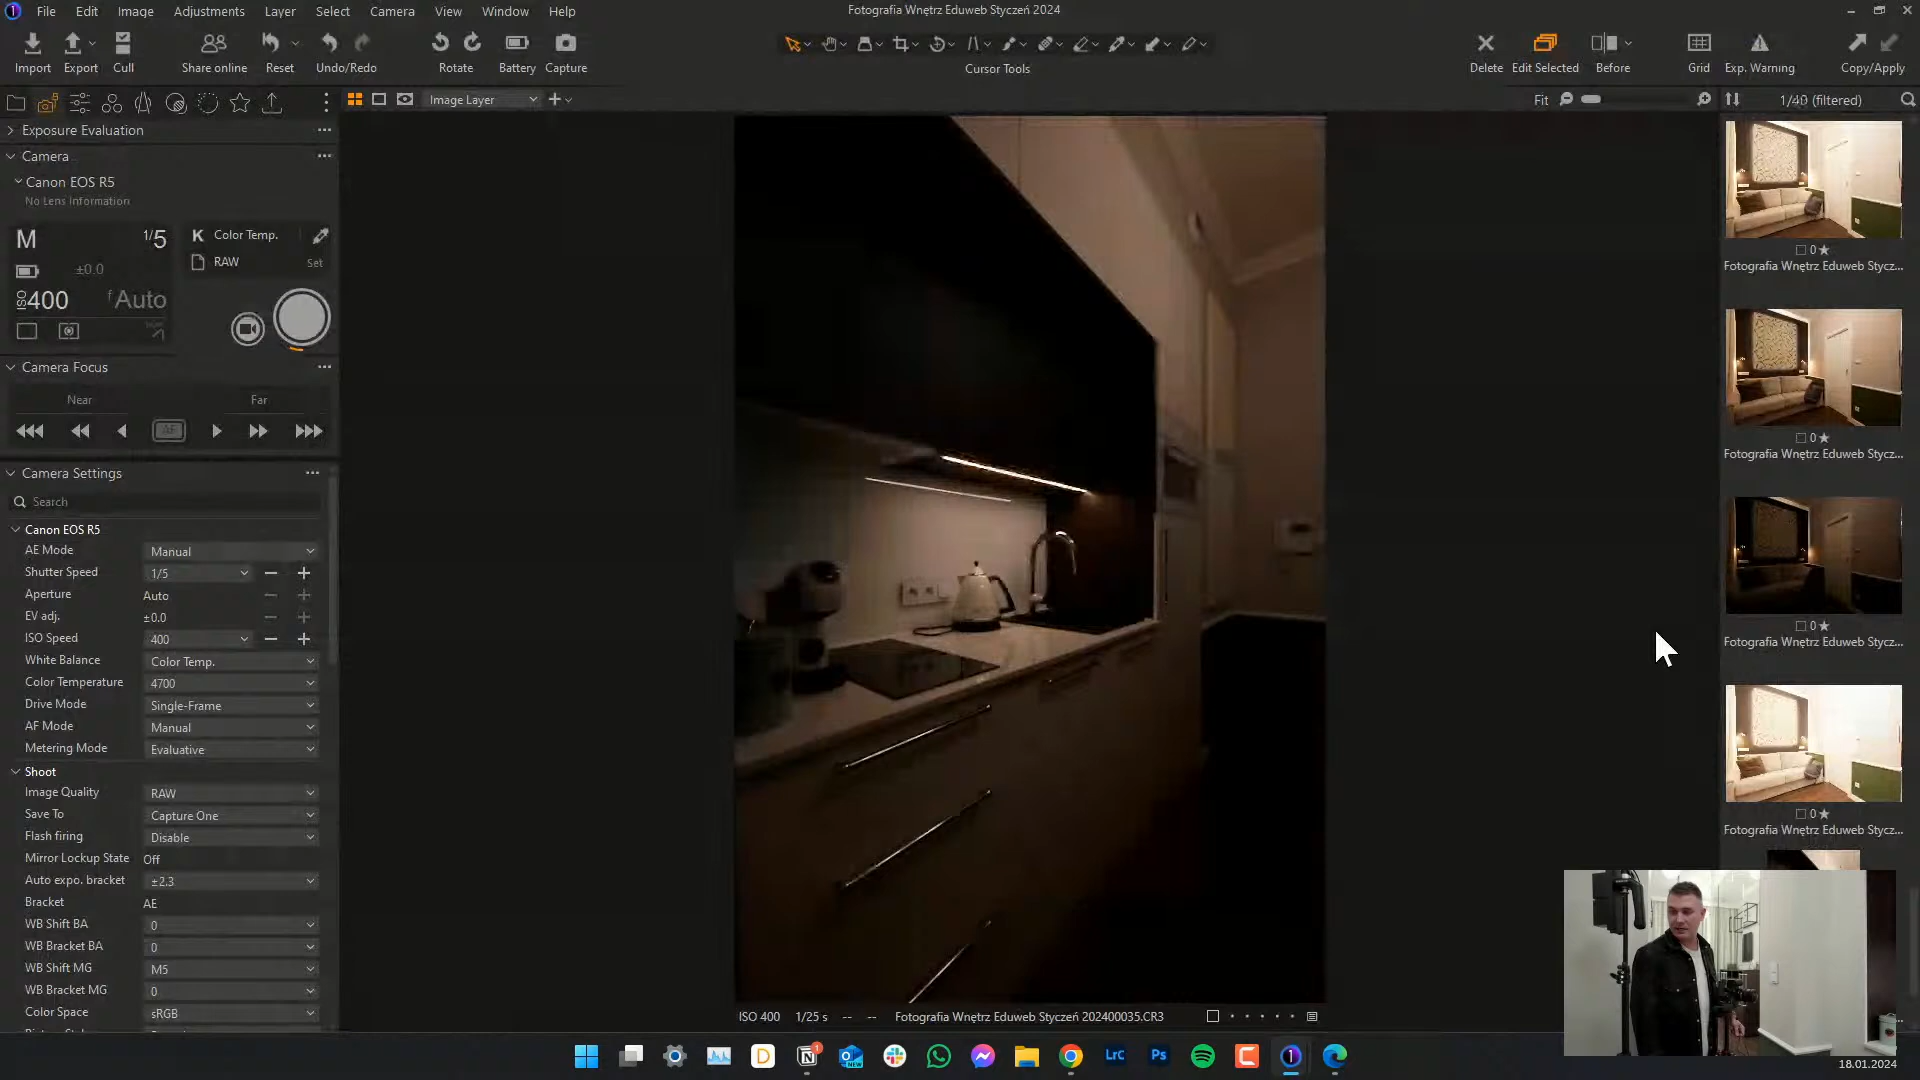 File Edit Image Adjustments Layer Select Camera View Window Help
Fotografia Wnętrz Eduweb Styczeń 2024
Import Export Cull Share online Reset Undo/Redo Rotate Battery Capture
Cursor Tools
Delete Edit Selected Before Grid Exp. Warning Copy/Apply
Image Layer
Fit
1/40 (filtered)
Exposure Evaluation
Camera
Canon EOS R5
No Lens Information
M 1/5
±0.0
ISO 400 f Auto
K Color Temp.
RAW Set
Camera Focus
Near Far
AF
Camera Settings
Search
Canon EOS R5
AE Mode Manual
Shutter Speed 1/5
Aperture Auto
EV adj. ±0.0
ISO Speed 400
White Balance Color Temp.
Color Temperature 4700
Drive Mode Single-Frame
AF Mode Manual
Metering Mode Evaluative
Shoot
Image Quality RAW
Save To Capture One
Flash firing Disable
Mirror Lockup State Off
Auto expo. bracket ±2.3
Bracket AE
WB Shift BA 0
WB Bracket BA 0
WB Shift MG M5
WB Bracket MG 0
Color Space sRGB
0
Fotografia Wnętrz Eduweb Stycz...
0
Fotografia Wnętrz Eduweb Stycz...
0
Fotografia Wnętrz Eduweb Stycz...
0
Fotografia Wnętrz Eduweb Stycz...
ISO 400 1/25 s -- -- Fotografia Wnętrz Eduweb Styczeń 202400035.CR3
D N 1 NEW LrC Ps C 1
18.01.2024